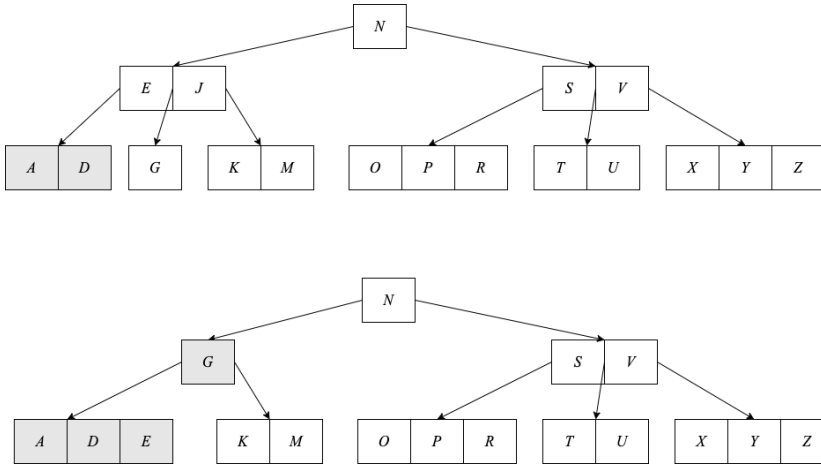 N
E J S V
A D G K M O P R T U X Y Z
N
G S V
A D E K M O P R T U X Y Z